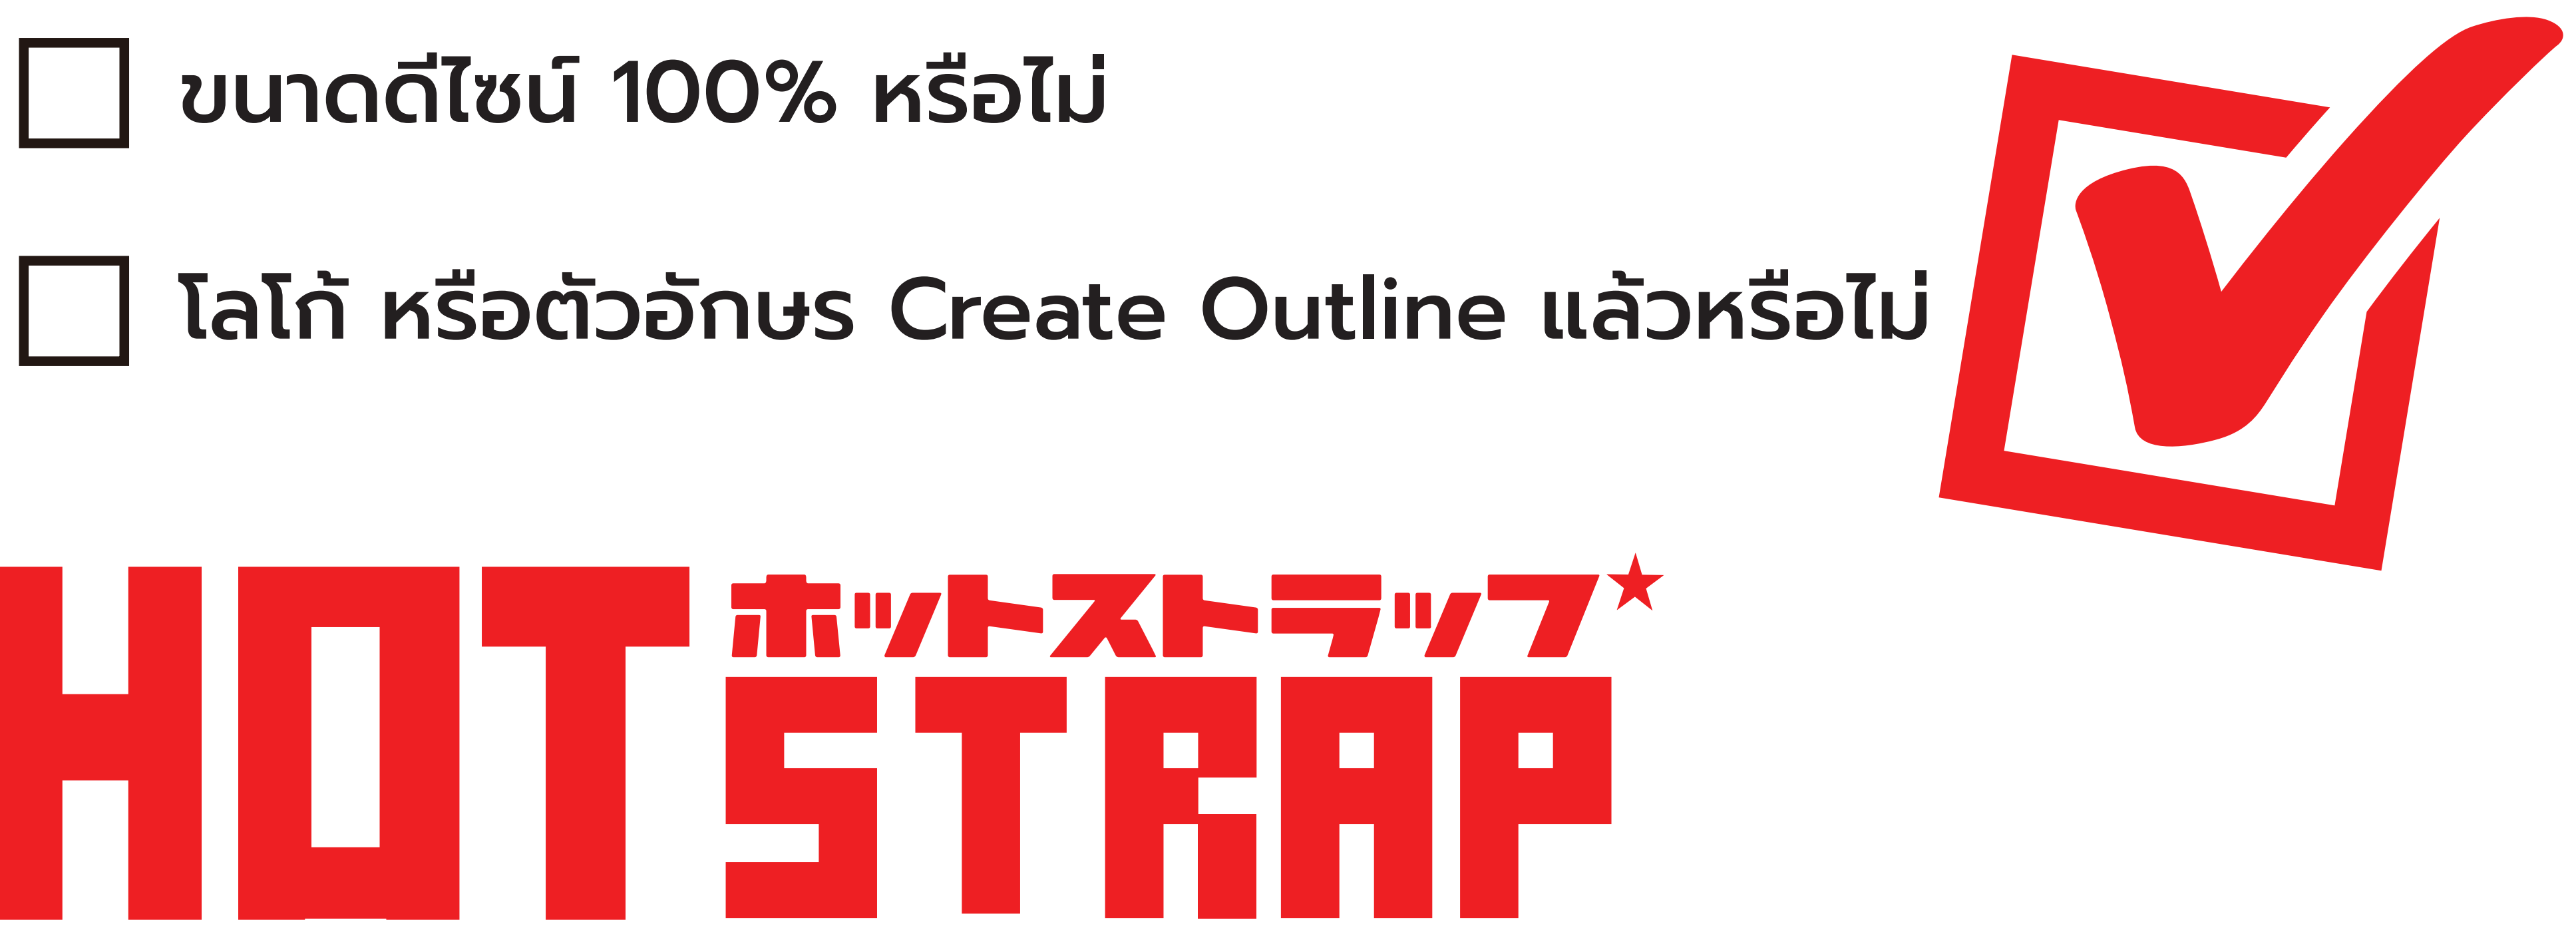 ขนาดดีไซน์ 100% หรือไม่
โลโก้ หรือตัวอักษร Create Outline แล้วหรือไม่
HOT
ホットストラップ
STRAP